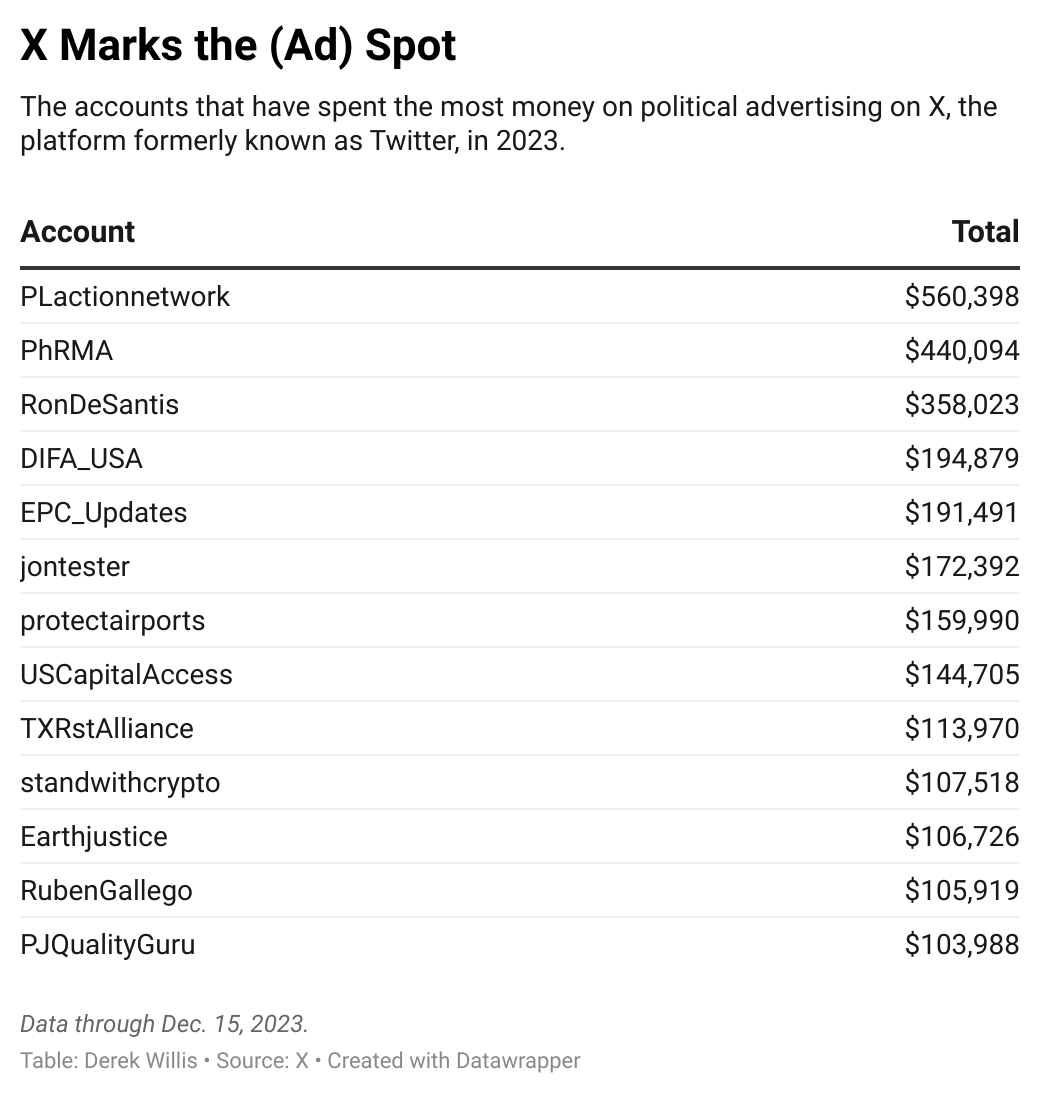 X Marks the (Ad) Spot
The accounts that have spent the most money on political advertising on X, the
platform formerly known as Twitter, in 2023.
Account Total
PLactionnetwork $560,398
PhRMA $440,094
RonDeSantis $358,023
DIFA_USA $194,879
EPC_Updates $191,491
jontester $172,392
protectairports $159,990
USCapitalAccess $144,705
TXRstAlliance $113,970
standwithcrypto $107,518
Earthjustice $106,726
RubenGallego $105,919
PJQualityGuru $103,988
Data through Dec. 15, 2023.
Table: Derek Willis • Source: X • Created with Datawrapper